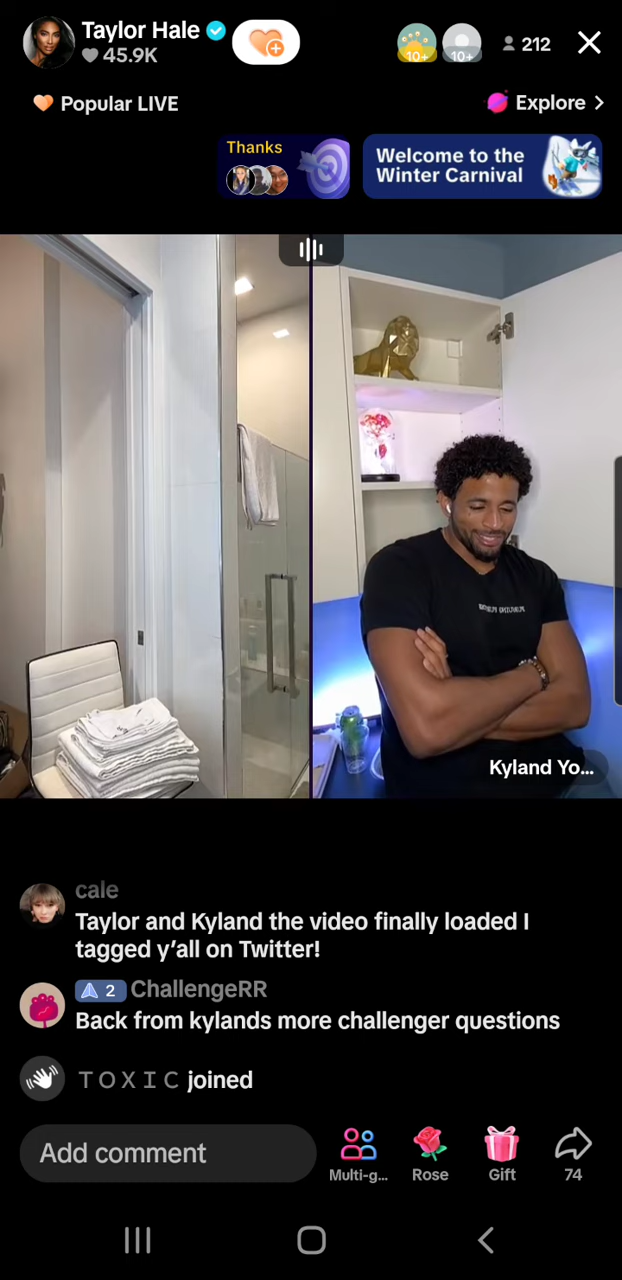 Taylor Hale
45.9K
10+
10+
212
Popular LIVE
Explore
Thanks
Welcome to the
Winter Carnival
Kyland Yo...
cale
Taylor and Kyland the video finally loaded I
tagged y'all on Twitter!
2 ChallengeRR
Back from kylands more challenger questions
T O X I C joined
Add comment
Multi-g...
Rose
Gift
74